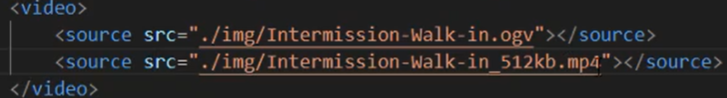 <video>
<source src="./img/Intermission-Walk-in.ogv"></source>
<source src="./img/Intermission-Walk-in_512kb.mp4"></source>
</video>